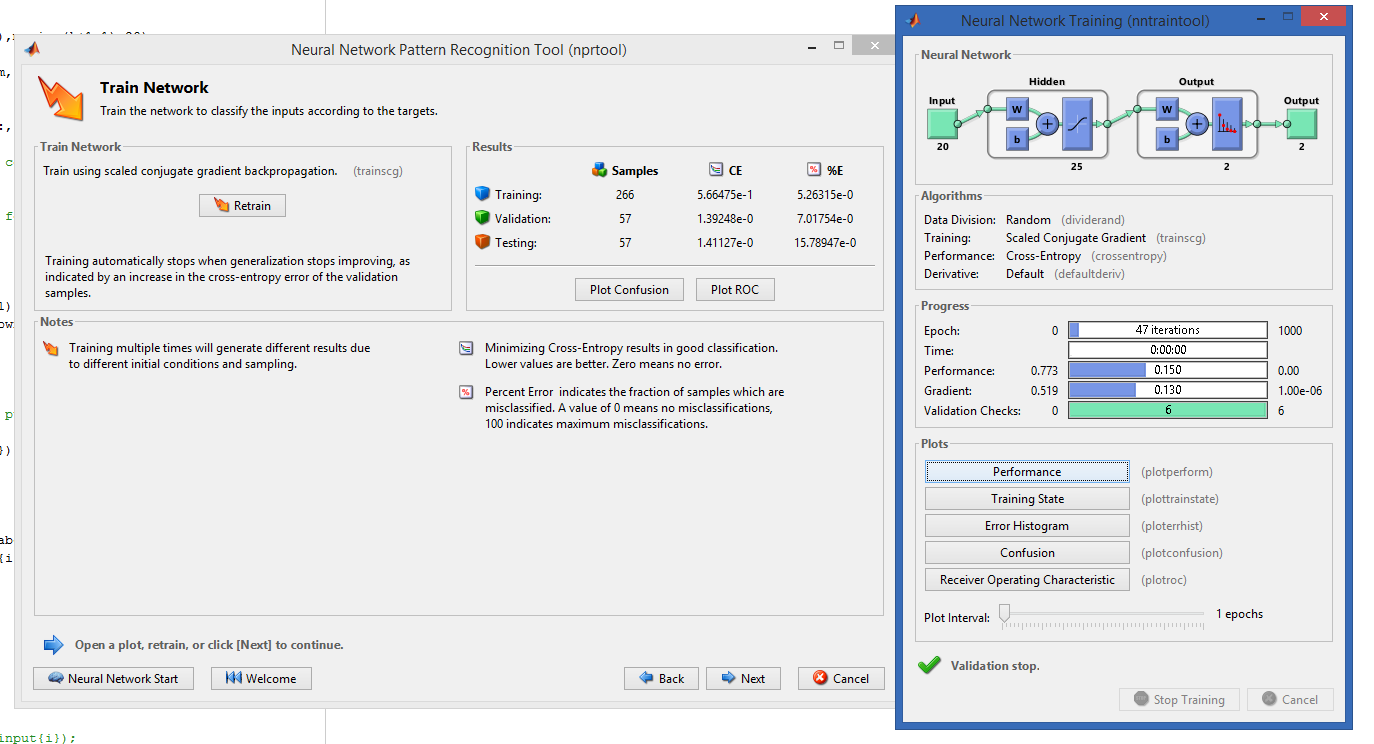 Neural Network Pattern Recognition Tool (nprtool)
Train Network
Train the network to classify the inputs according to the targets.
Train Network
Train using scaled conjugate gradient backpropagation. (trainscg)
Retrain
Training automatically stops when generalization stops improving, as
indicated by an increase in the cross-entropy error of the validation
samples.
Results
Samples CE %E
Training: 266 5.66475e-1 5.26315e-0
Validation: 57 1.39248e-0 7.01754e-0
Testing: 57 1.41127e-0 15.78947e-0
Plot Confusion Plot ROC
Notes
Training multiple times will generate different results due
to different initial conditions and sampling.
Minimizing Cross-Entropy results in good classification.
Lower values are better. Zero means no error.
Percent Error indicates the fraction of samples which are
misclassified. A value of 0 means no misclassifications,
100 indicates maximum misclassifications.
Open a plot, retrain, or click [Next] to continue.
Neural Network Start Welcome Back Next Cancel
Neural Network Training (nntraintool)
Neural Network
Hidden Output
Input Output
W W
b b
20 25 2 2
Algorithms
Data Division: Random (dividerand)
Training: Scaled Conjugate Gradient (trainscg)
Performance: Cross-Entropy (crossentropy)
Derivative: Default (defaultderiv)
Progress
Epoch: 0 47 iterations 1000
Time: 0:00:00
Performance: 0.773 0.150 0.00
Gradient: 0.519 0.130 1.00e-06
Validation Checks: 0 6 6
Plots
Performance (plotperform)
Training State (plottrainstate)
Error Histogram (ploterrhist)
Confusion (plotconfusion)
Receiver Operating Characteristic (plotroc)
Plot Interval: 1 epochs
Validation stop.
Stop Training Cancel
m,
c
f
l)
ow
p
})
ab
{i
input{i});